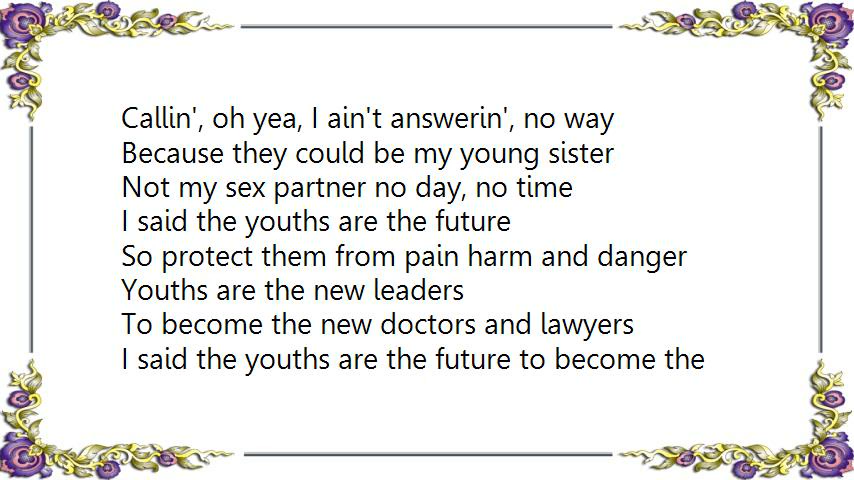 Callin', oh yea, I ain't answerin', no way
Because they could be my young sister
Not my sex partner no day, no time
I said the youths are the future
So protect them from pain harm and danger
Youths are the new leaders
To become the new doctors and lawyers
I said the youths are the future to become the